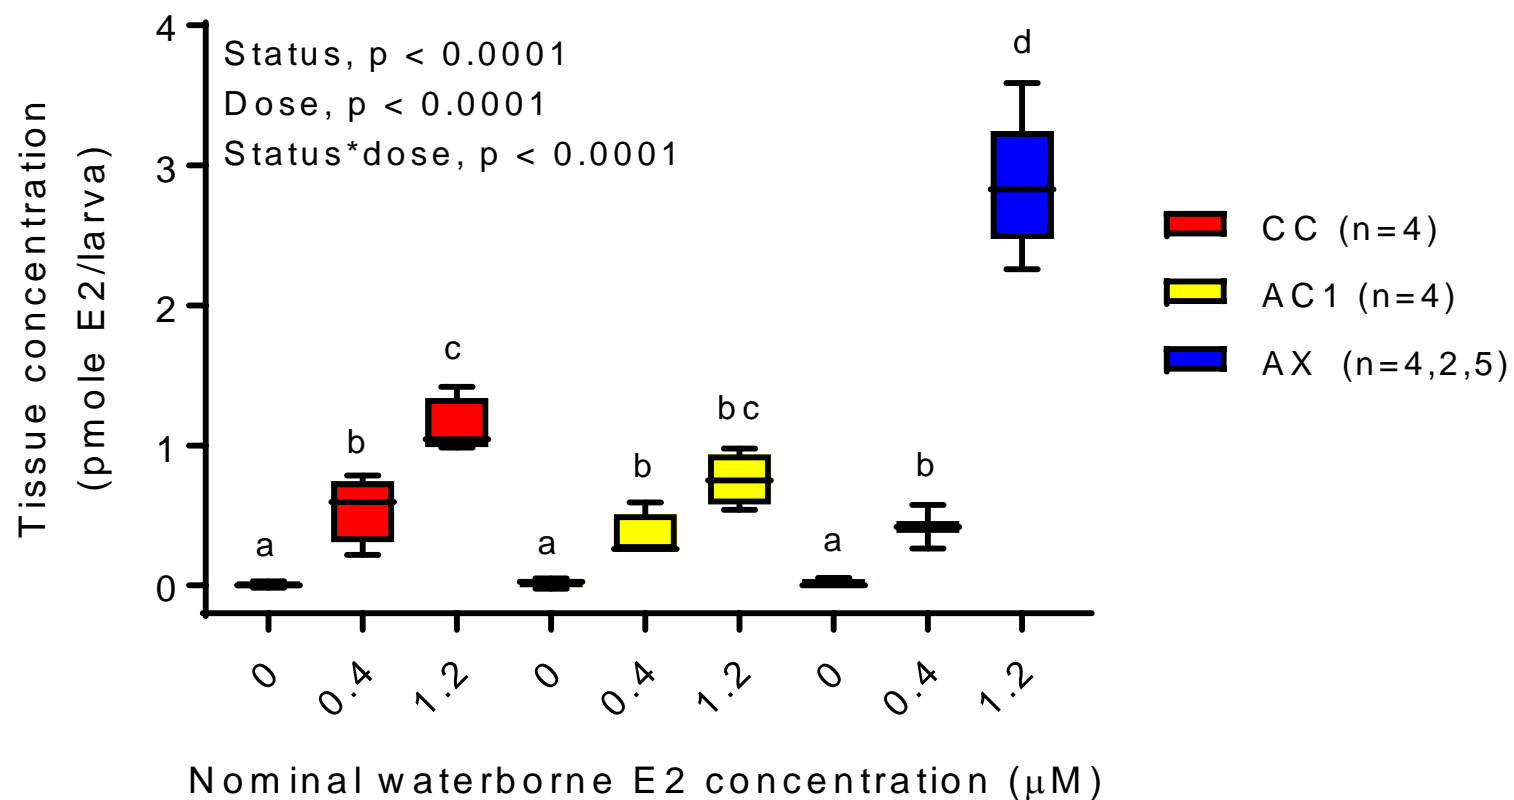 4
Status, p < 0.0001
Dose, p < 0.0001
Status*dose, p < 0.0001
3
2
1
0
Tissue concentration
(pmole E2/larva)
a
b
c
a
b
bc
a
b
d
CC (n=4)
AC1 (n=4)
AX (n=4,2,5)
0
0.4
1.2
0
0.4
1.2
0
0.4
1.2
Nominal waterborne E2 concentration (μM)